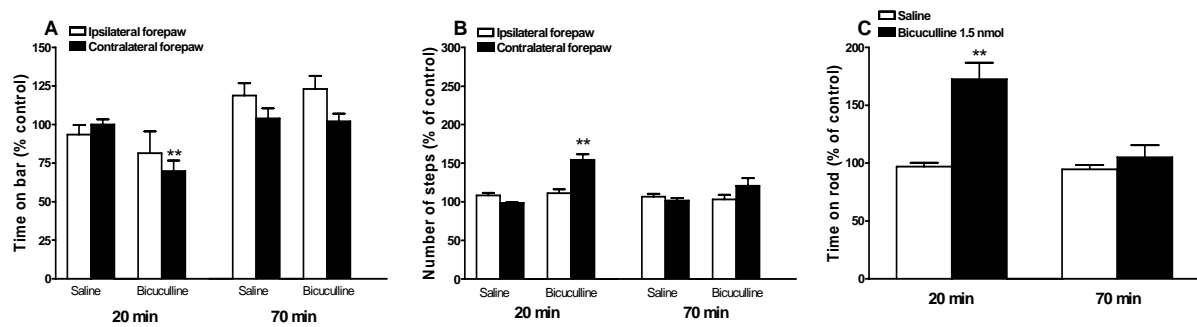 A
Ipsilateral forepaw
Contralateral forepaw
Time on bar (% control)
150
125
100
75
50
25
0
**
Saline
Bicuculline
Saline
Bicuculline
20 min
70 min
B
Ipsilateral forepaw
Contralateral forepaw
Number of steps (% of control)
300
250
200
150
100
50
0
**
Saline
Bicuculline
Saline
Bicuculline
20 min
70 min
C
Saline
Bicuculline 1.5 nmol
Time on rod (% of control)
200
150
100
50
0
**
20 min
70 min